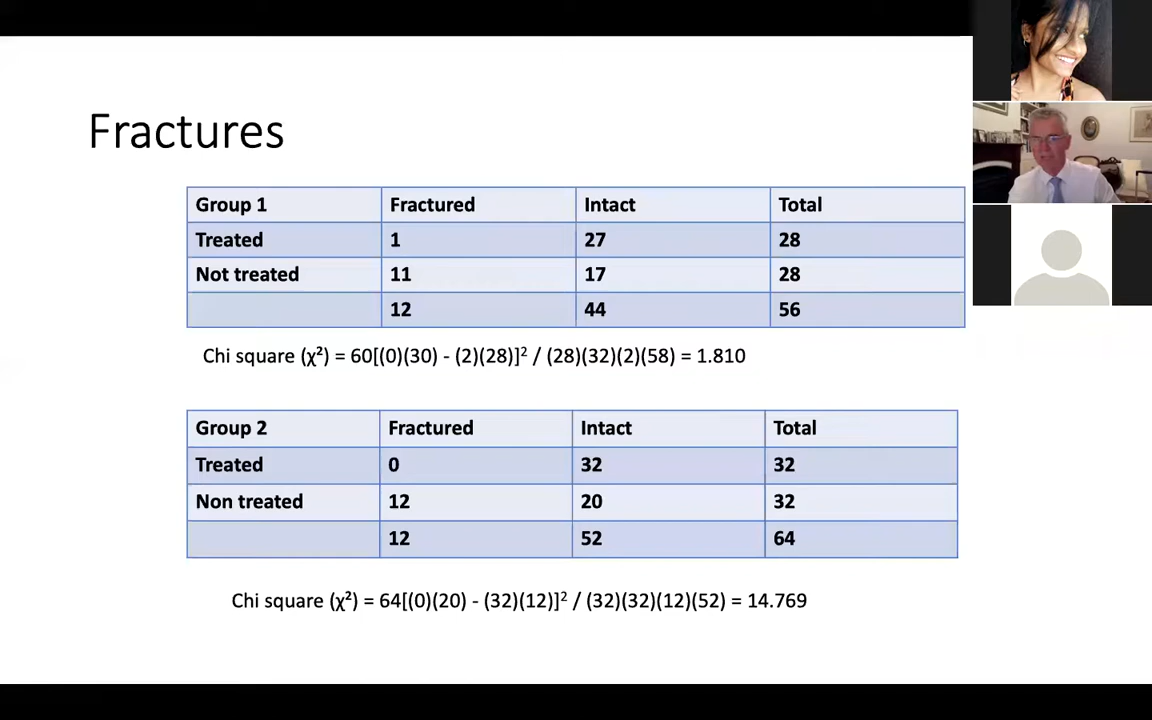 Fractures
Group 1 Fractured Intact Total
Treated 1 27 28
Not treated 11 17 28
12 44 56
Chi square (χ²) = 60[(0)(30) - (2)(28)]² / (28)(32)(2)(58) = 1.810
Group 2 Fractured Intact Total
Treated 0 32 32
Non treated 12 20 32
12 52 64
Chi square (χ²) = 64[(0)(20) - (32)(12)]² / (32)(32)(12)(52) = 14.769